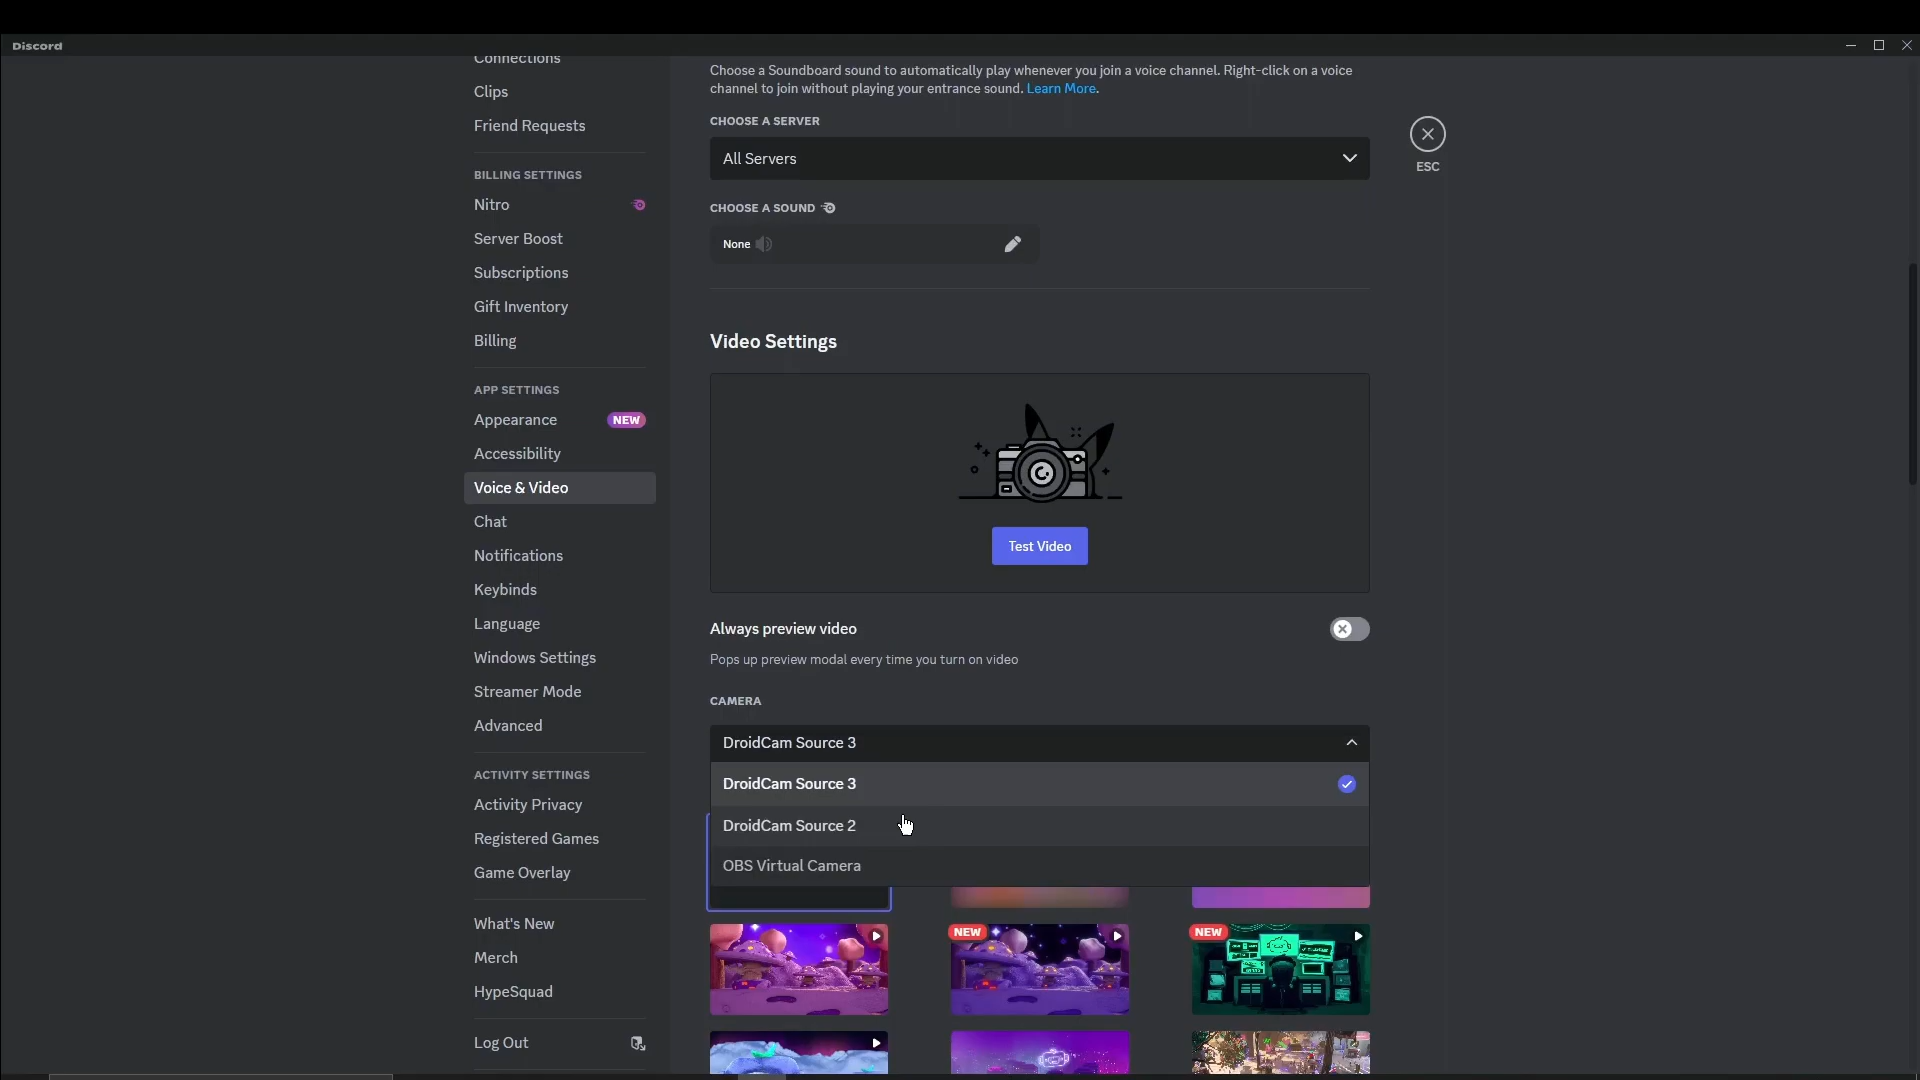 Discord
Connections
Clips
Friend Requests
BILLING SETTINGS
Nitro
Server Boost
Subscriptions
Gift Inventory
Billing
APP SETTINGS
Appearance NEW
Accessibility
Voice & Video
Chat
Notifications
Keybinds
Language
Windows Settings
Streamer Mode
Advanced
ACTIVITY SETTINGS
Activity Privacy
Registered Games
Game Overlay
What's New
Merch
HypeSquad
Log Out
Choose a Soundboard sound to automatically play whenever you join a voice channel. Right-click on a voice
channel to join without playing your entrance sound. Learn More.
CHOOSE A SERVER
All Servers
CHOOSE A SOUND
None
ESC
Video Settings
Test Video
Always preview video
Pops up preview modal every time you turn on video
CAMERA
DroidCam Source 3
DroidCam Source 3
DroidCam Source 2
OBS Virtual Camera
NEW
NEW